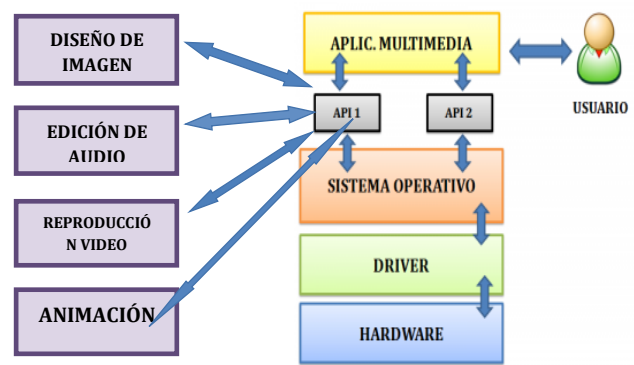 DISEÑO DE
IMAGEN
EDICIÓN DE
AUDIO
REPRODUCCIÓ
N VIDEO
ANIMACIÓN
APLIC. MULTIMEDIA
USUARIO
API 1
API 2
SISTEMA OPERATIVO
DRIVER
HARDWARE